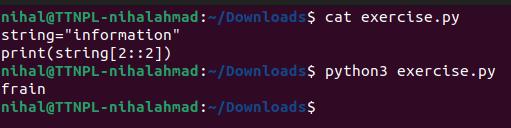 nihal@TTNPL-nihalahmad:~/Downloads$ cat exercise.py
string="information"
print(string[2::2])
nihal@TTNPL-nihalahmad:~/Downloads$ python3 exercise.py
frain
nihal@TTNPL-nihalahmad:~/Downloads$